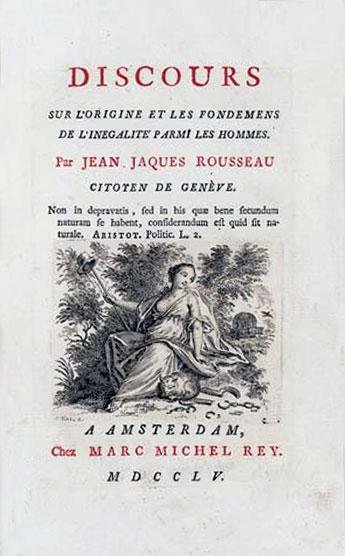 DISCOURS
SUR L'ORIGINE ET LES FONDEMENS
DE L'INEGALITE PARMI LES HOMMES.
Par JEAN JAQUES ROUSSEAU
CITOTEN DE GENÈVE.
Non in depravatis, sed in his quæ bene secundum
naturam se habent, considerandum est quid sit na-
turale. ARISTOT. Politic. L. 2.
A AMSTERDAM,
Chez MARC MICHEL REY.
MDCCLV.